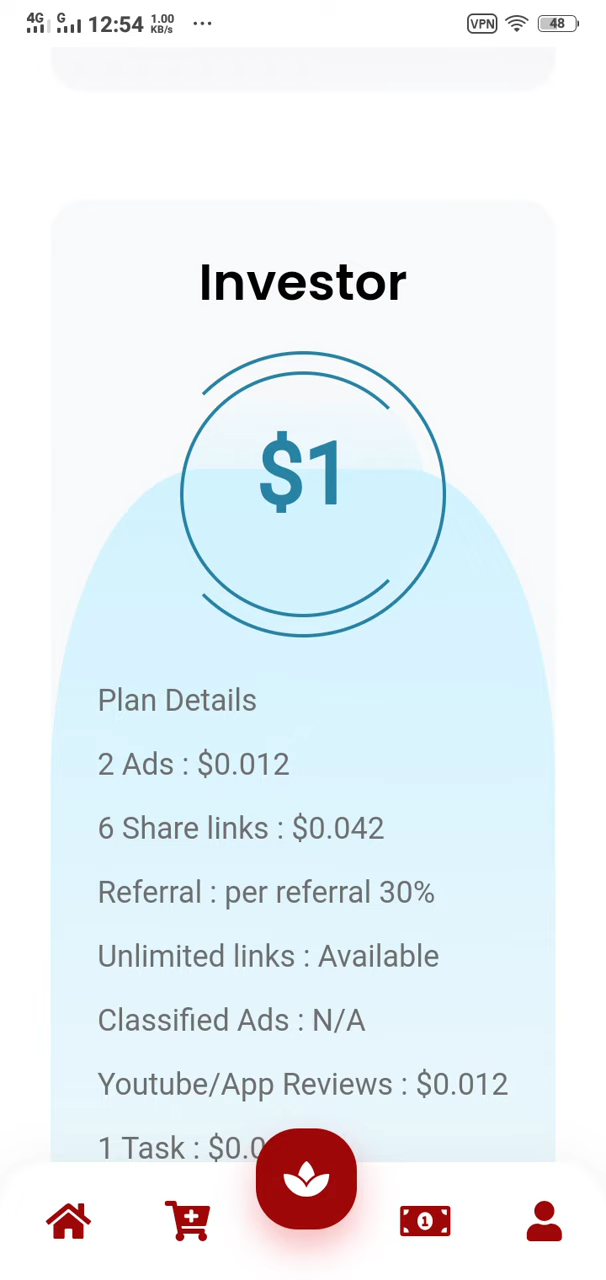 4G G 12:54 1.00 KB/s ... VPN 48
Investor
$1
Plan Details
2 Ads : $0.012
6 Share links : $0.042
Referral : per referral 30%
Unlimited links : Available
Classified Ads : N/A
Youtube/App Reviews : $0.012
1 Task : $0.0
1